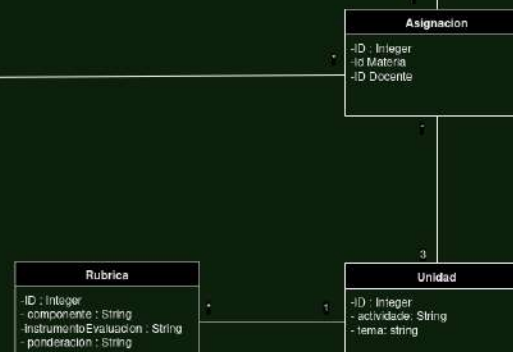 Asignacion
-ID : Integer
-Id Materia
-ID Docente
*
3
Rubrica
-ID : Integer
- componente : String
-instrumentoEvaluacion : String
- ponderación : String
*
1
Unidad
-ID : Integer
- actividade: String
- tema: string